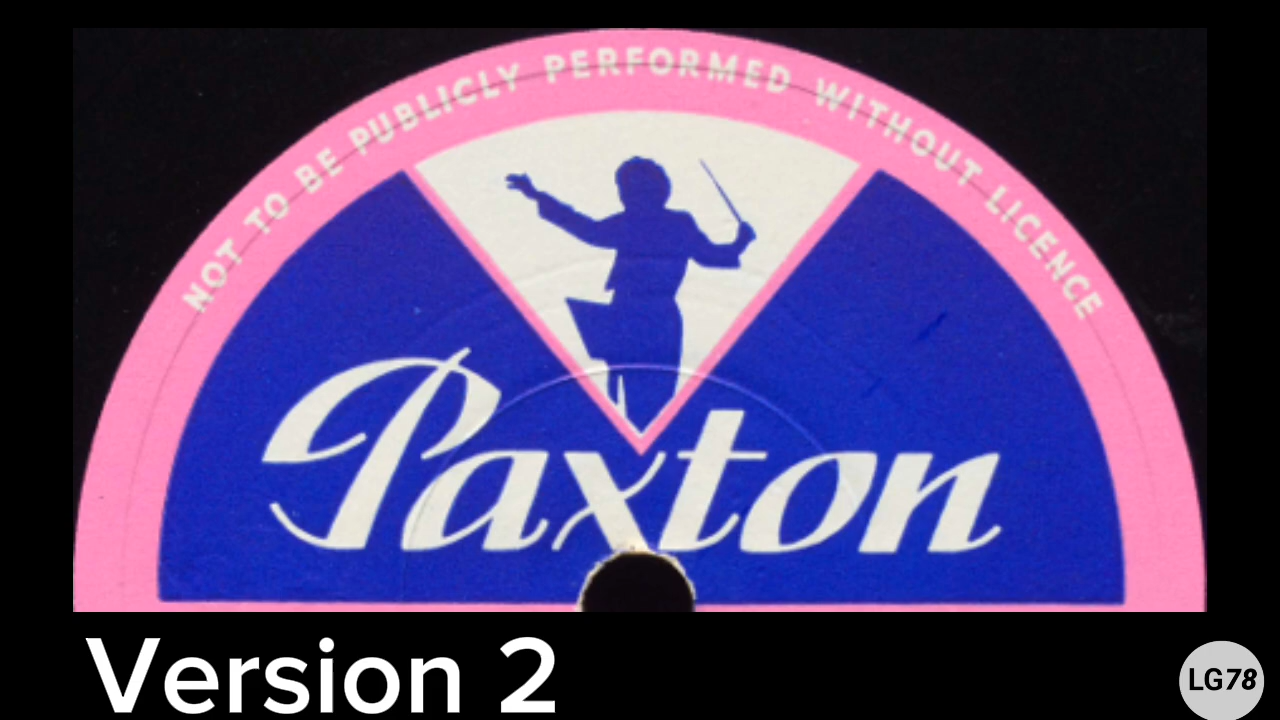 NOT TO BE PUBLICLY PERFORMED WITHOUT LICENCE
Paxton
Version 2
LG78